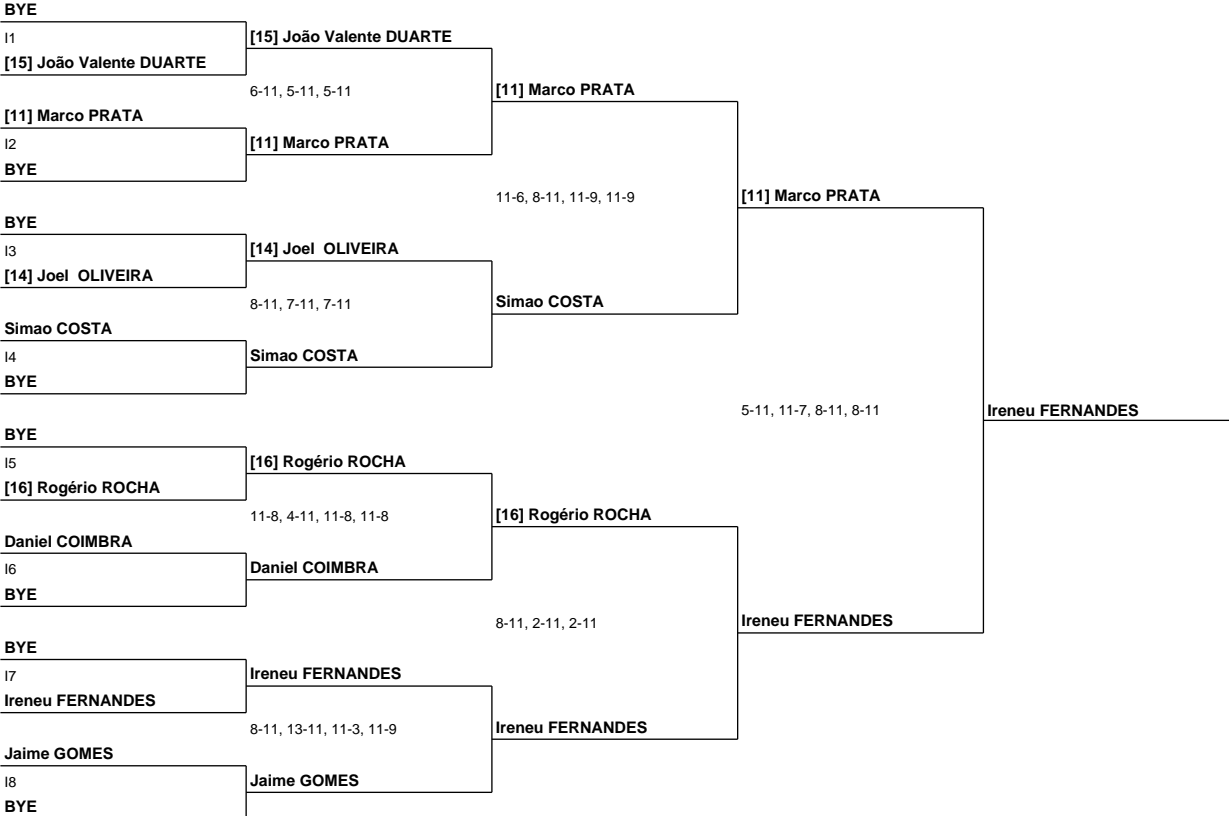 BYE
I1
[15] João Valente DUARTE
[15] João Valente DUARTE
6-11, 5-11, 5-11
[11] Marco PRATA
[11] Marco PRATA
I2
[11] Marco PRATA
BYE
11-6, 8-11, 11-9, 11-9
[11] Marco PRATA
BYE
I3
[14] Joel  OLIVEIRA
[14] Joel  OLIVEIRA
8-11, 7-11, 7-11
Simao COSTA
Simao COSTA
I4
Simao COSTA
BYE
5-11, 11-7, 8-11, 8-11
Ireneu FERNANDES
BYE
I5
[16] Rogério ROCHA
[16] Rogério ROCHA
11-8, 4-11, 11-8, 11-8
[16] Rogério ROCHA
Daniel COIMBRA
I6
Daniel COIMBRA
BYE
8-11, 2-11, 2-11
Ireneu FERNANDES
BYE
I7
Ireneu FERNANDES
Ireneu FERNANDES
8-11, 13-11, 11-3, 11-9
Ireneu FERNANDES
Jaime GOMES
I8
Jaime GOMES
BYE